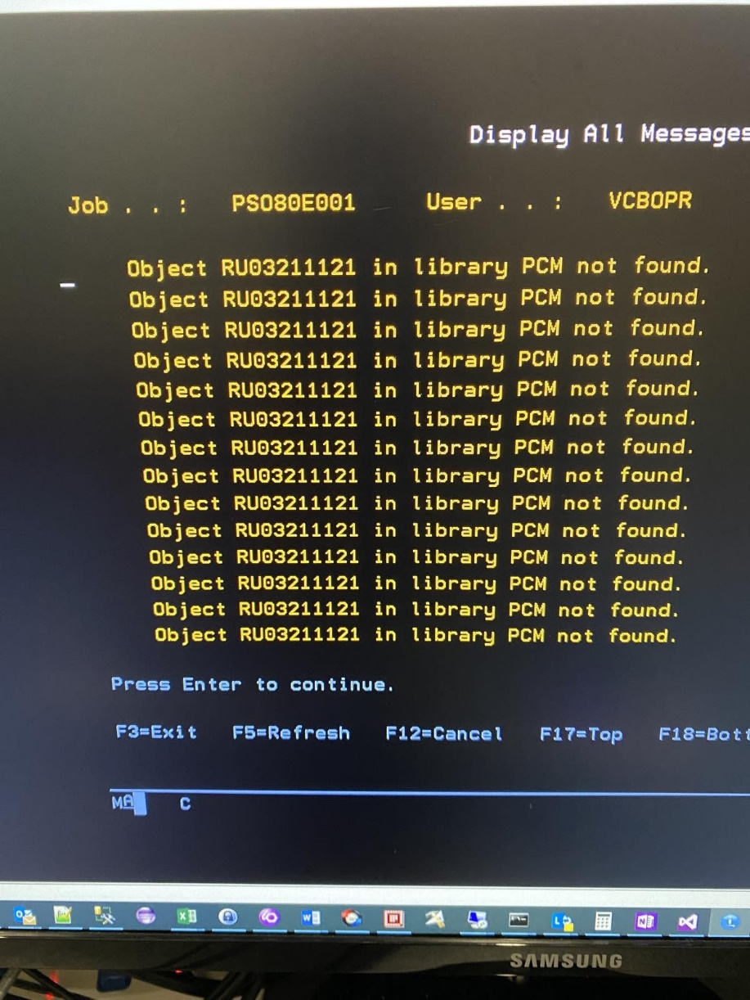 Display All Messages
Job . . : PSO80E001 User . . : VCBOPR
Object RU03211121 in library PCM not found.
Object RU03211121 in library PCM not found.
Object RU03211121 in library PCM not found.
Object RU03211121 in library PCM not found.
Object RU03211121 in library PCM not found.
Object RU03211121 in library PCM not found.
Object RU03211121 in library PCM not found.
Object RU03211121 in library PCM not found.
Object RU03211121 in library PCM not found.
Object RU03211121 in library PCM not found.
Object RU03211121 in library PCM not found.
Object RU03211121 in library PCM not found.
Object RU03211121 in library PCM not found.
Object RU03211121 in library PCM not found.
Press Enter to continue.
F3=Exit F5=Refresh F12=Cancel F17=Top F18=Bott
MA C
SAMSUNG